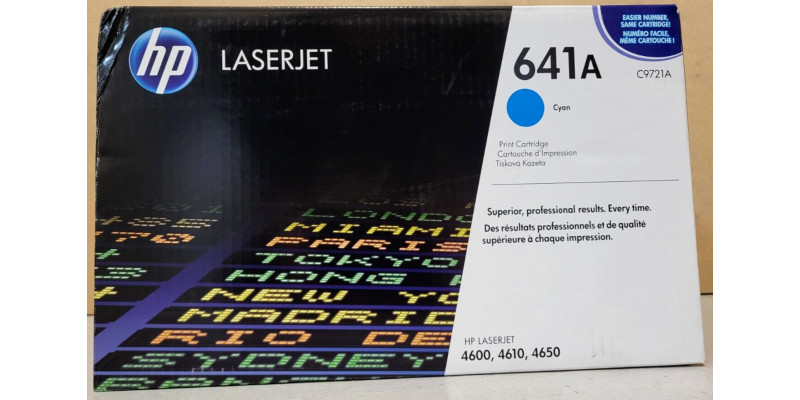 hp
LASERJET
641A
EASIER NUMBER,
SAME CARTRIDGE!
NUMÉRO FACILE,
MÊME CARTOUCHE!
C9721A
Cyan
Print Cartridge
Cartouche d'Impression
Tiskova Kazeta
Superior, professional results. Every time.
Des résultats professionnels et de qualité
supérieure à chaque impression.
LONDO
MIAMI
PARIS
TOKYO
HONG
NEW YO
MADRID
RIO DE
SYDNEY
HP LASERJET
4600, 4610, 4650